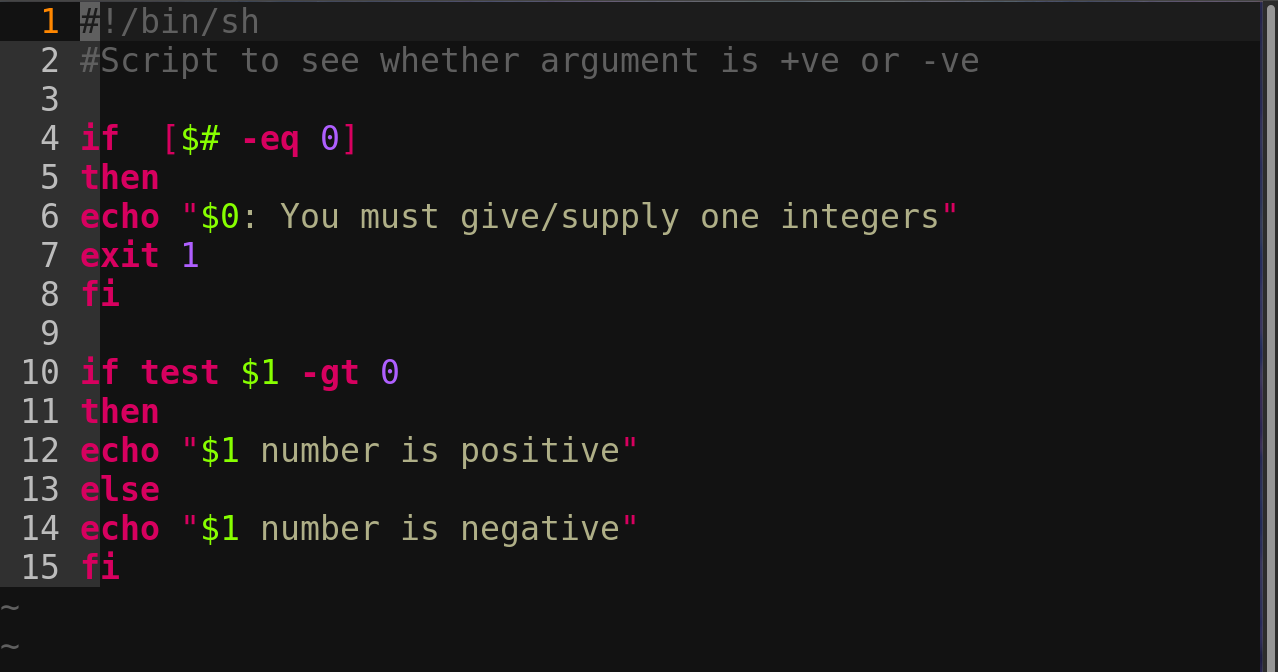 1 #!/bin/sh
2 #Script to see whether argument is +ve or -ve
3
4 if  [$# -eq 0]
5 then
6 echo "$0: You must give/supply one integers"
7 exit 1
8 fi
9
10 if test $1 -gt 0
11 then
12 echo "$1 number is positive"
13 else
14 echo "$1 number is negative"
15 fi
~
~